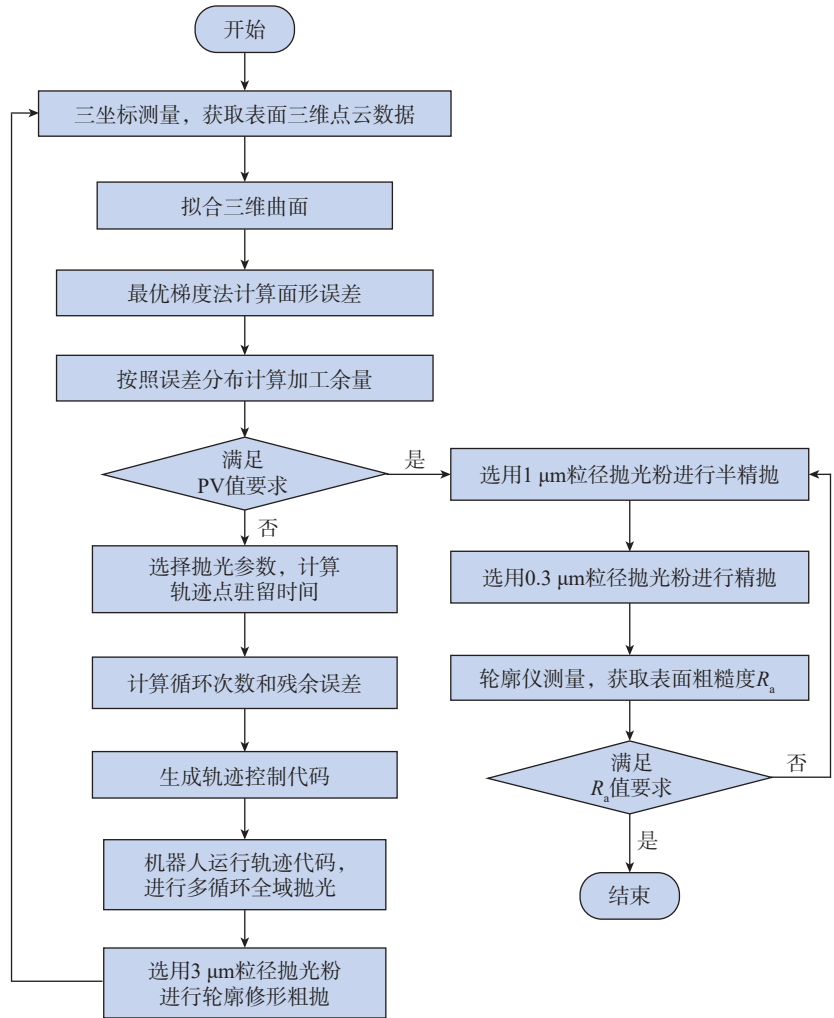 开始
三坐标测量，获取表面三维点云数据
拟合三维曲面
最优梯度法计算面形误差
按照误差分布计算加工余量
满足
PV值要求
是
否
选择抛光参数，计算
轨迹点驻留时间
计算循环次数和残余误差
生成轨迹控制代码
机器人运行轨迹代码，
进行多循环全域抛光
选用3 μm粒径抛光粉
进行轮廓修形粗抛
选用1 μm粒径抛光粉进行半精抛
选用0.3 μm粒径抛光粉进行精抛
轮廓仪测量，获取表面粗糙度Ra
满足
Ra值要求
否
是
结束